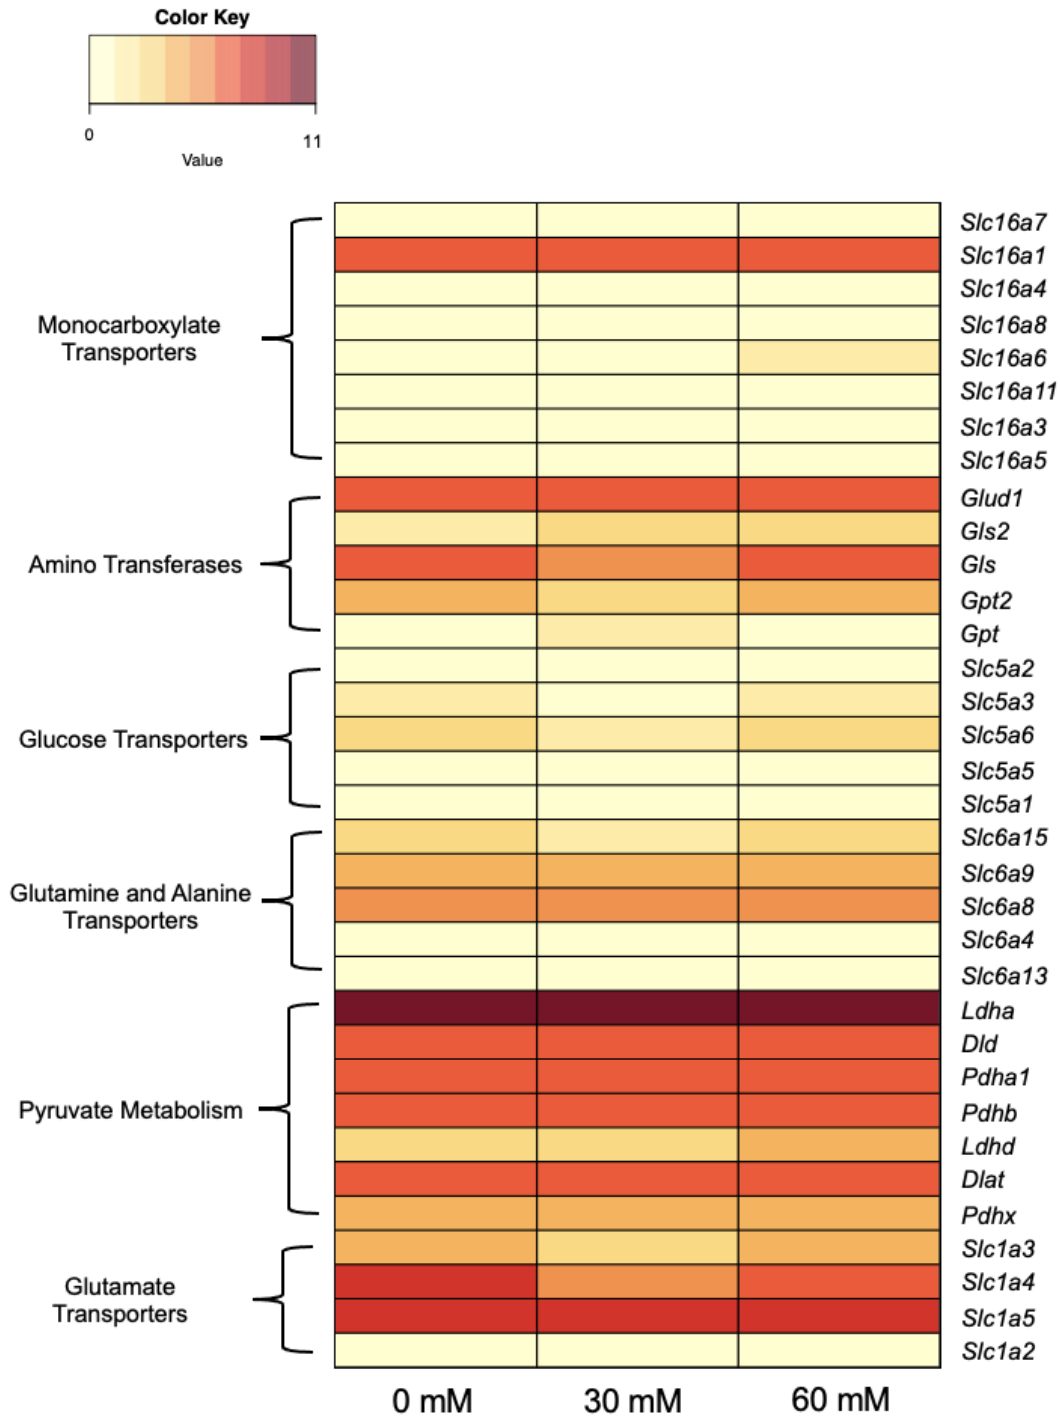 Color Key
0
11
Value
Monocarboxylate
Transporters
Amino Transferases
Glucose Transporters
Glutamine and Alanine
Transporters
Pyruvate Metabolism
Glutamate
Transporters
Slc16a7
Slc16a1
Slc16a4
Slc16a8
Slc16a6
Slc16a11
Slc16a3
Slc16a5
Glud1
Gls2
Gls
Gpt2
Gpt
Slc5a2
Slc5a3
Slc5a6
Slc5a5
Slc5a1
Slc6a15
Slc6a9
Slc6a8
Slc6a4
Slc6a13
Ldha
Dld
Pdha1
Pdhb
Ldhd
Dlat
Pdhx
Slc1a3
Slc1a4
Slc1a5
Slc1a2
0 mM
30 mM
60 mM